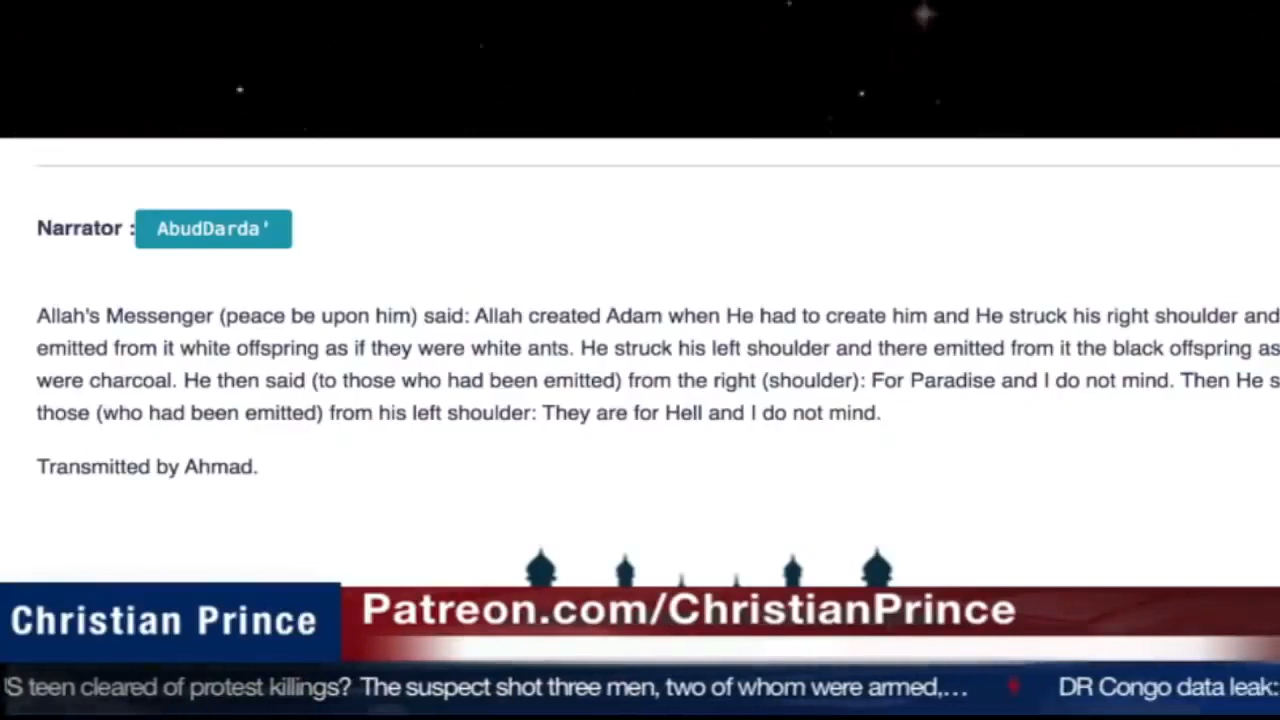 Narrator : AbudDarda'
Allah's Messenger (peace be upon him) said: Allah created Adam when He had to create him and He struck his right shoulder and
emitted from it white offspring as if they were white ants. He struck his left shoulder and there emitted from it the black offspring as
were charcoal. He then said (to those who had been emitted) from the right (shoulder): For Paradise and I do not mind. Then He s
those (who had been emitted) from his left shoulder: They are for Hell and I do not mind.
Transmitted by Ahmad.
Christian Prince
Patreon.com/ChristianPrince
'S teen cleared of protest killings? The suspect shot three men, two of whom were armed,... DR Congo data leak: